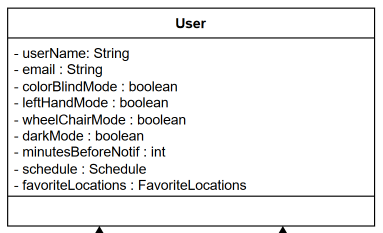 User
- userName: String
- email : String
- colorBlindMode : boolean
- leftHandMode : boolean
- wheelChairMode : boolean
- darkMode : boolean
- minutesBeforeNotif : int
- schedule : Schedule
- favoriteLocations : FavoriteLocations